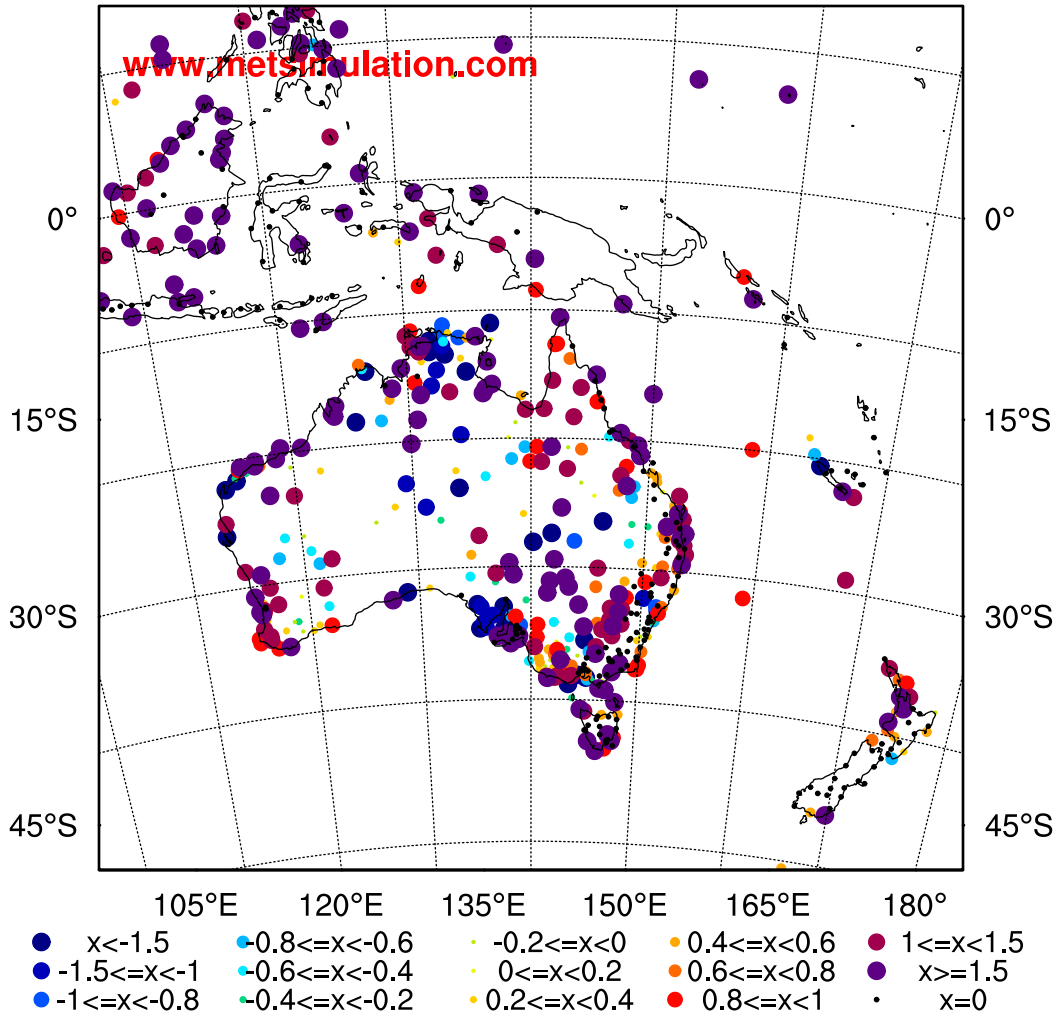 www.metsimulation.com
0° 0°
15°S 15°S
30°S 30°S
45°S 45°S
105°E 120°E 135°E 150°E 165°E 180°
x<-1.5 -0.8<=x<-0.6 -0.2<=x<0 0.4<=x<0.6 1<=x<1.5
-1.5<=x<-1 -0.6<=x<-0.4 0<=x<0.2 0.6<=x<0.8 x>=1.5
-1<=x<-0.8 -0.4<=x<-0.2 0.2<=x<0.4 0.8<=x<1 x=0